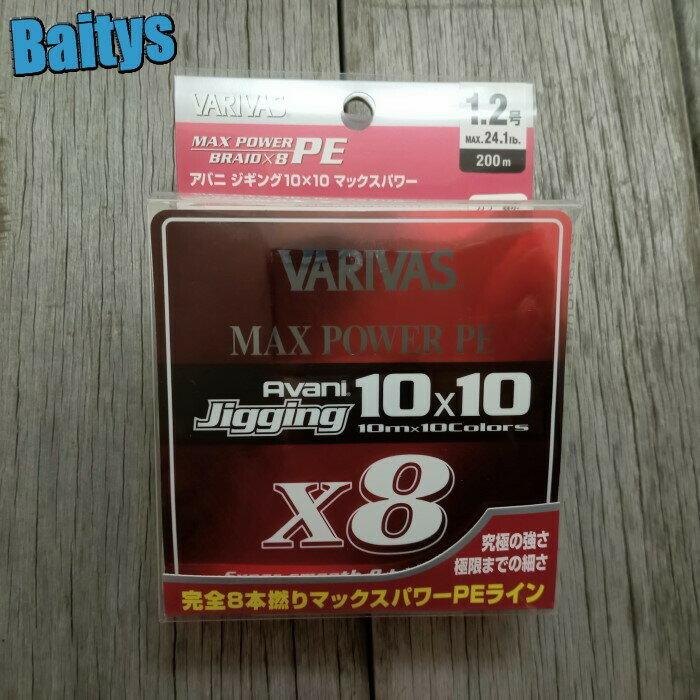 Baitys
VARIVAS
1.2号
MAX.24.1lb.
200m
MAX POWER
BRAID×8 PE
アバニ ジギング10×10 マックスパワー
VARIVAS
MAX POWER PE
Avani
Jigging 10x10
10m×10Colors
x8
究極の強さ
極限までの細さ
完全8本撚りマックスパワーPEライン